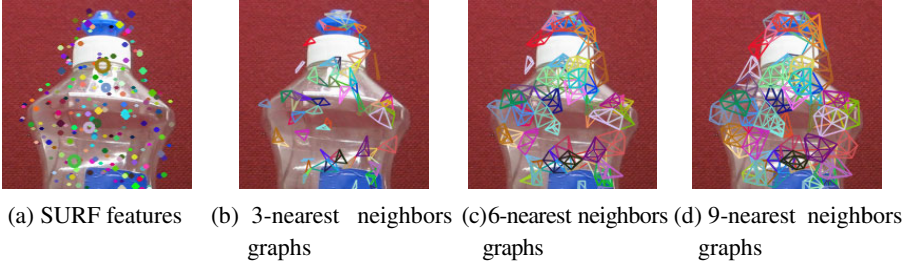 (a) SURF features
(b) 3-nearest neighbors
graphs
(c)6-nearest neighbors
graphs
(d) 9-nearest neighbors
graphs